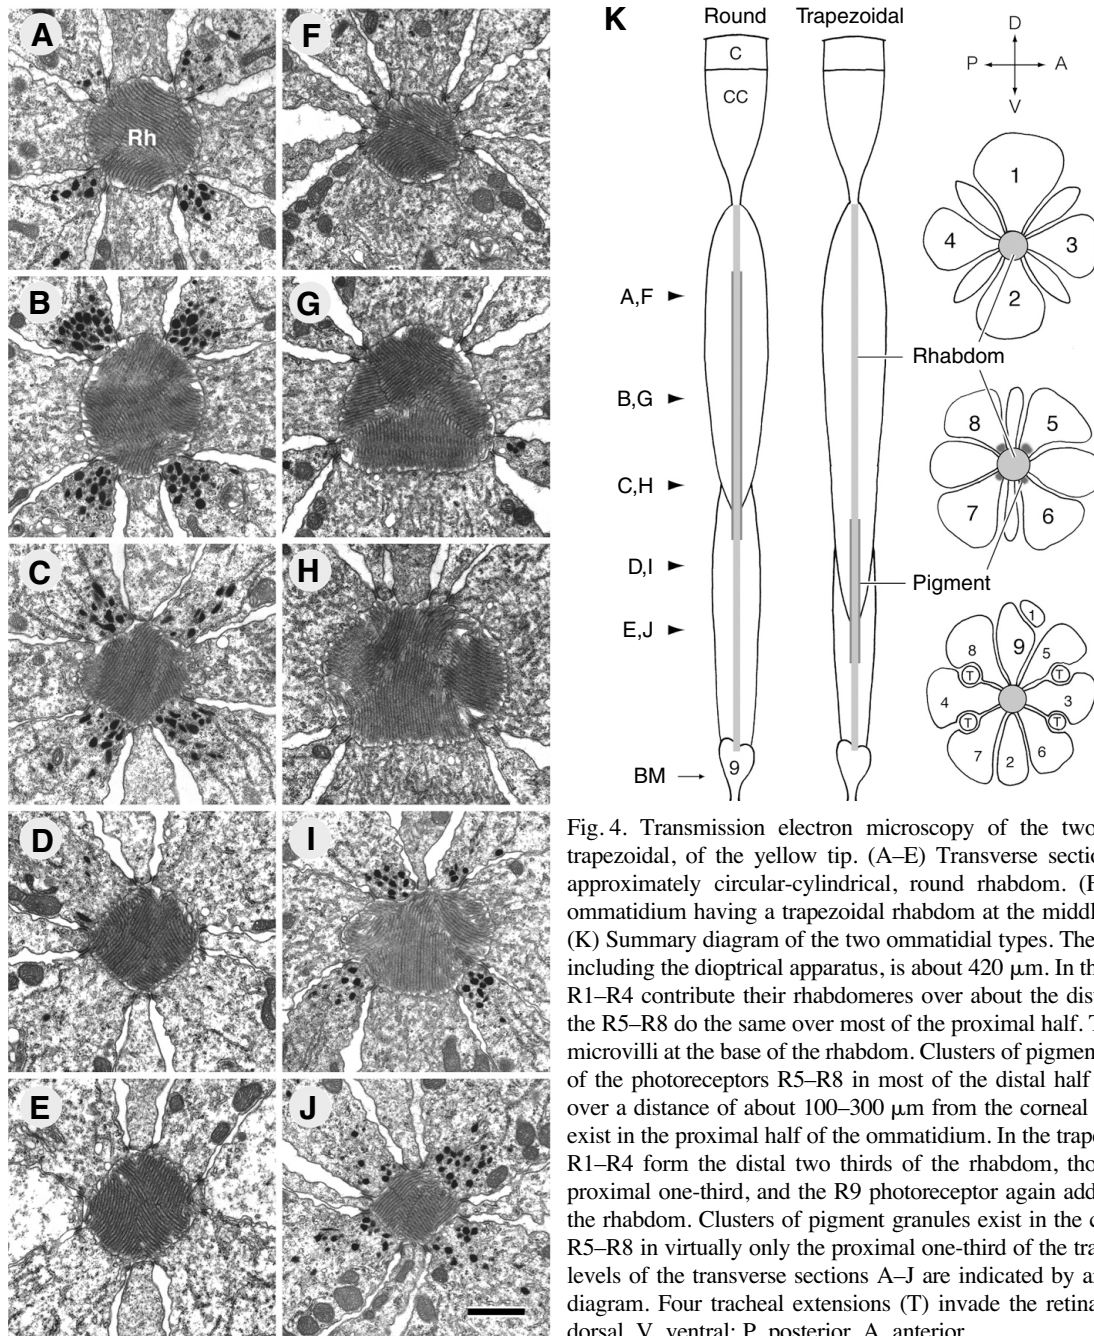 A
Rh
F
B
G
C
H
D
I
E
J
K
Round
Trapezoidal
C
CC
D
P
A
V
A,F
B,G
C,H
D,I
E,J
BM
9
1
4
3
2
Rhabdom
8
5
7
6
Pigment
1
8
9
5
T
T
4
3
T
T
7
2
6
Fig. 4. Transmission electron microscopy of the two
trapezoidal, of the yellow tip. (A–E) Transverse sectio
approximately circular-cylindrical, round rhabdom. (F
ommatidium having a trapezoidal rhabdom at the middl
(K) Summary diagram of the two ommatidial types. The
including the dioptrical apparatus, is about 420 μm. In th
R1–R4 contribute their rhabdomeres over about the dis
the R5–R8 do the same over most of the proximal half. T
microvilli at the base of the rhabdom. Clusters of pigmen
of the photoreceptors R5–R8 in most of the distal half
over a distance of about 100–300 μm from the corneal
exist in the proximal half of the ommatidium. In the trape
R1–R4 form the distal two thirds of the rhabdom, tho
proximal one-third, and the R9 photoreceptor again add
the rhabdom. Clusters of pigment granules exist in the c
R5–R8 in virtually only the proximal one-third of the tra
levels of the transverse sections A–J are indicated by a
diagram. Four tracheal extensions (T) invade the retina
dorsal, V, ventral; P, posterior, A, anterior